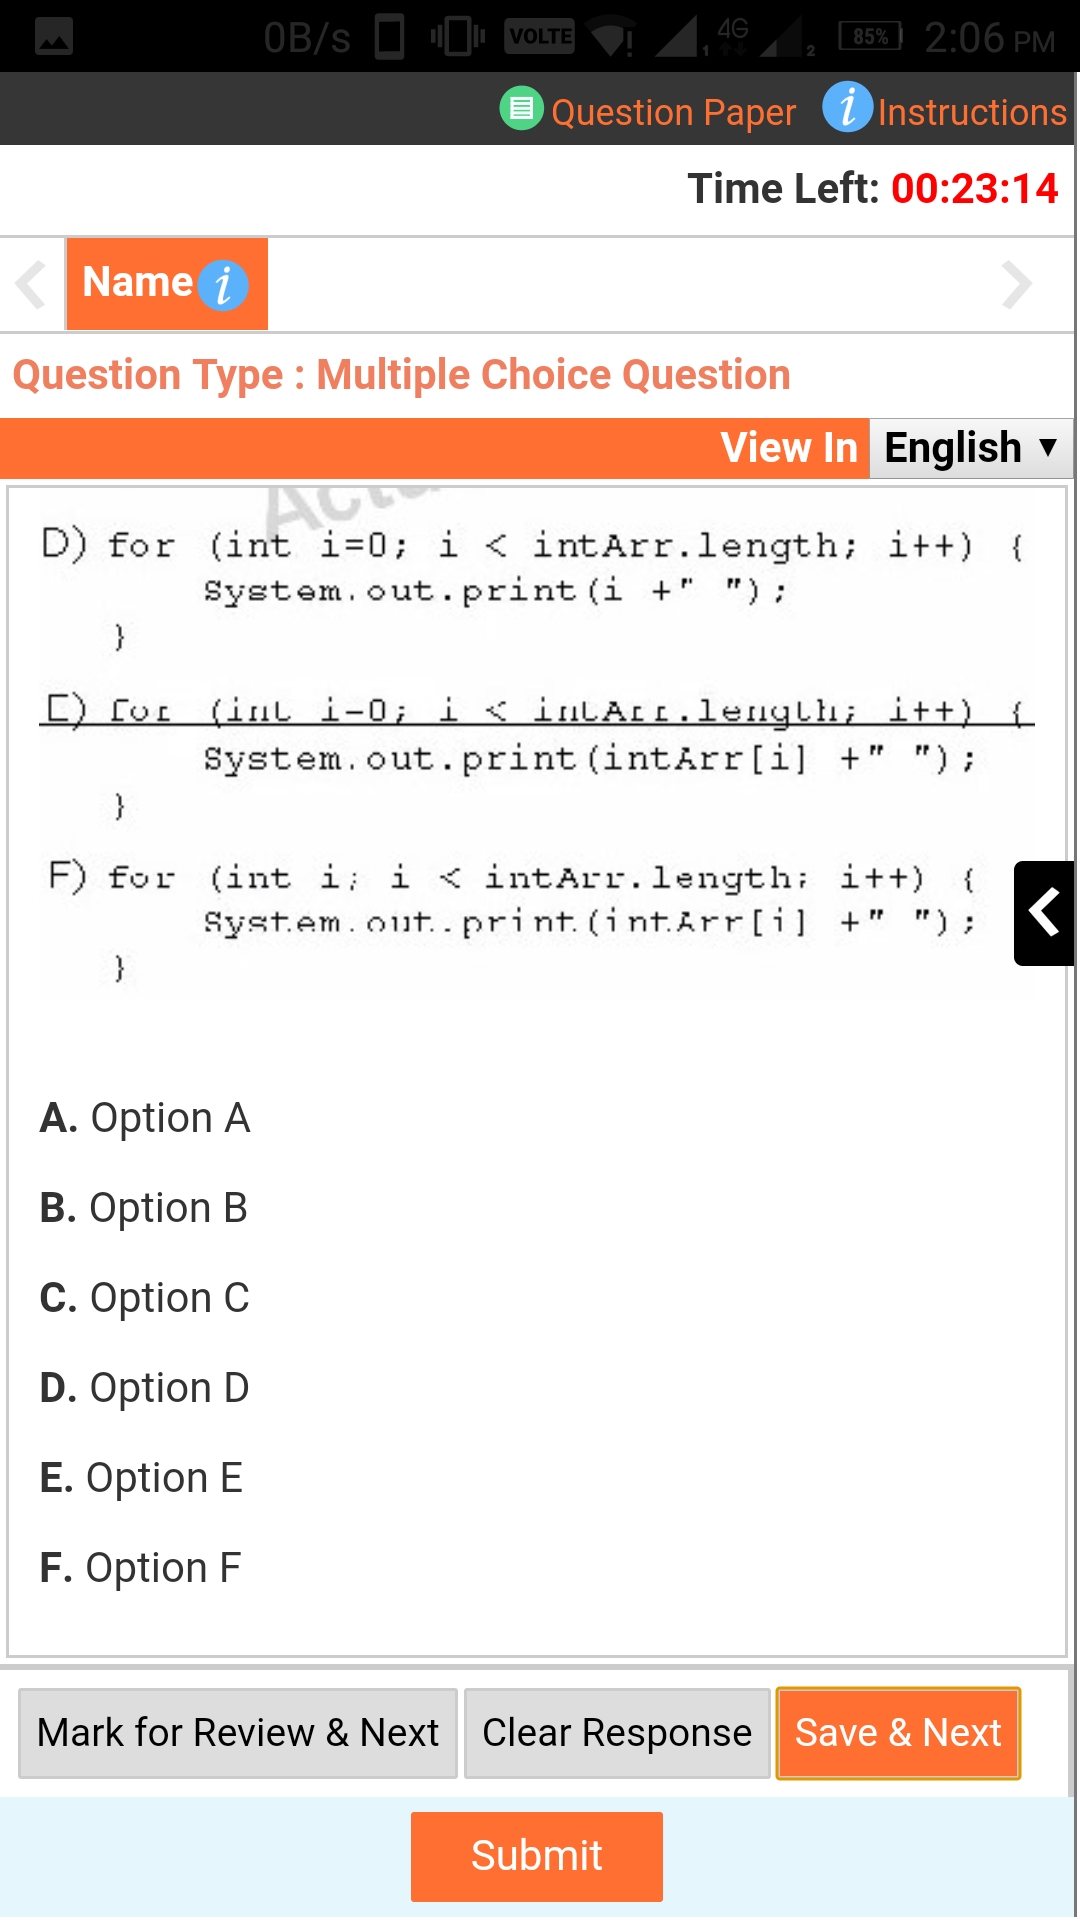 0B/s VOLTE 1 4G 2 85% 2:06 PM
Question Paper i Instructions
Time Left: 00:23:14
Name i
Question Type : Multiple Choice Question
View In English ▼
D) for (int i=0; i < intArr.length; i++) {
System.out.print(i +" ");
}
E) for (int i=0; i < intArr.length; i++) {
System.out.print(intArr[i] +" ");
}
F) for (int i; i < intArr.length; i++) {
System.out.print(intArr[i] +" ");
}
A. Option A
B. Option B
C. Option C
D. Option D
E. Option E
F. Option F
Mark for Review & Next Clear Response Save & Next
Submit